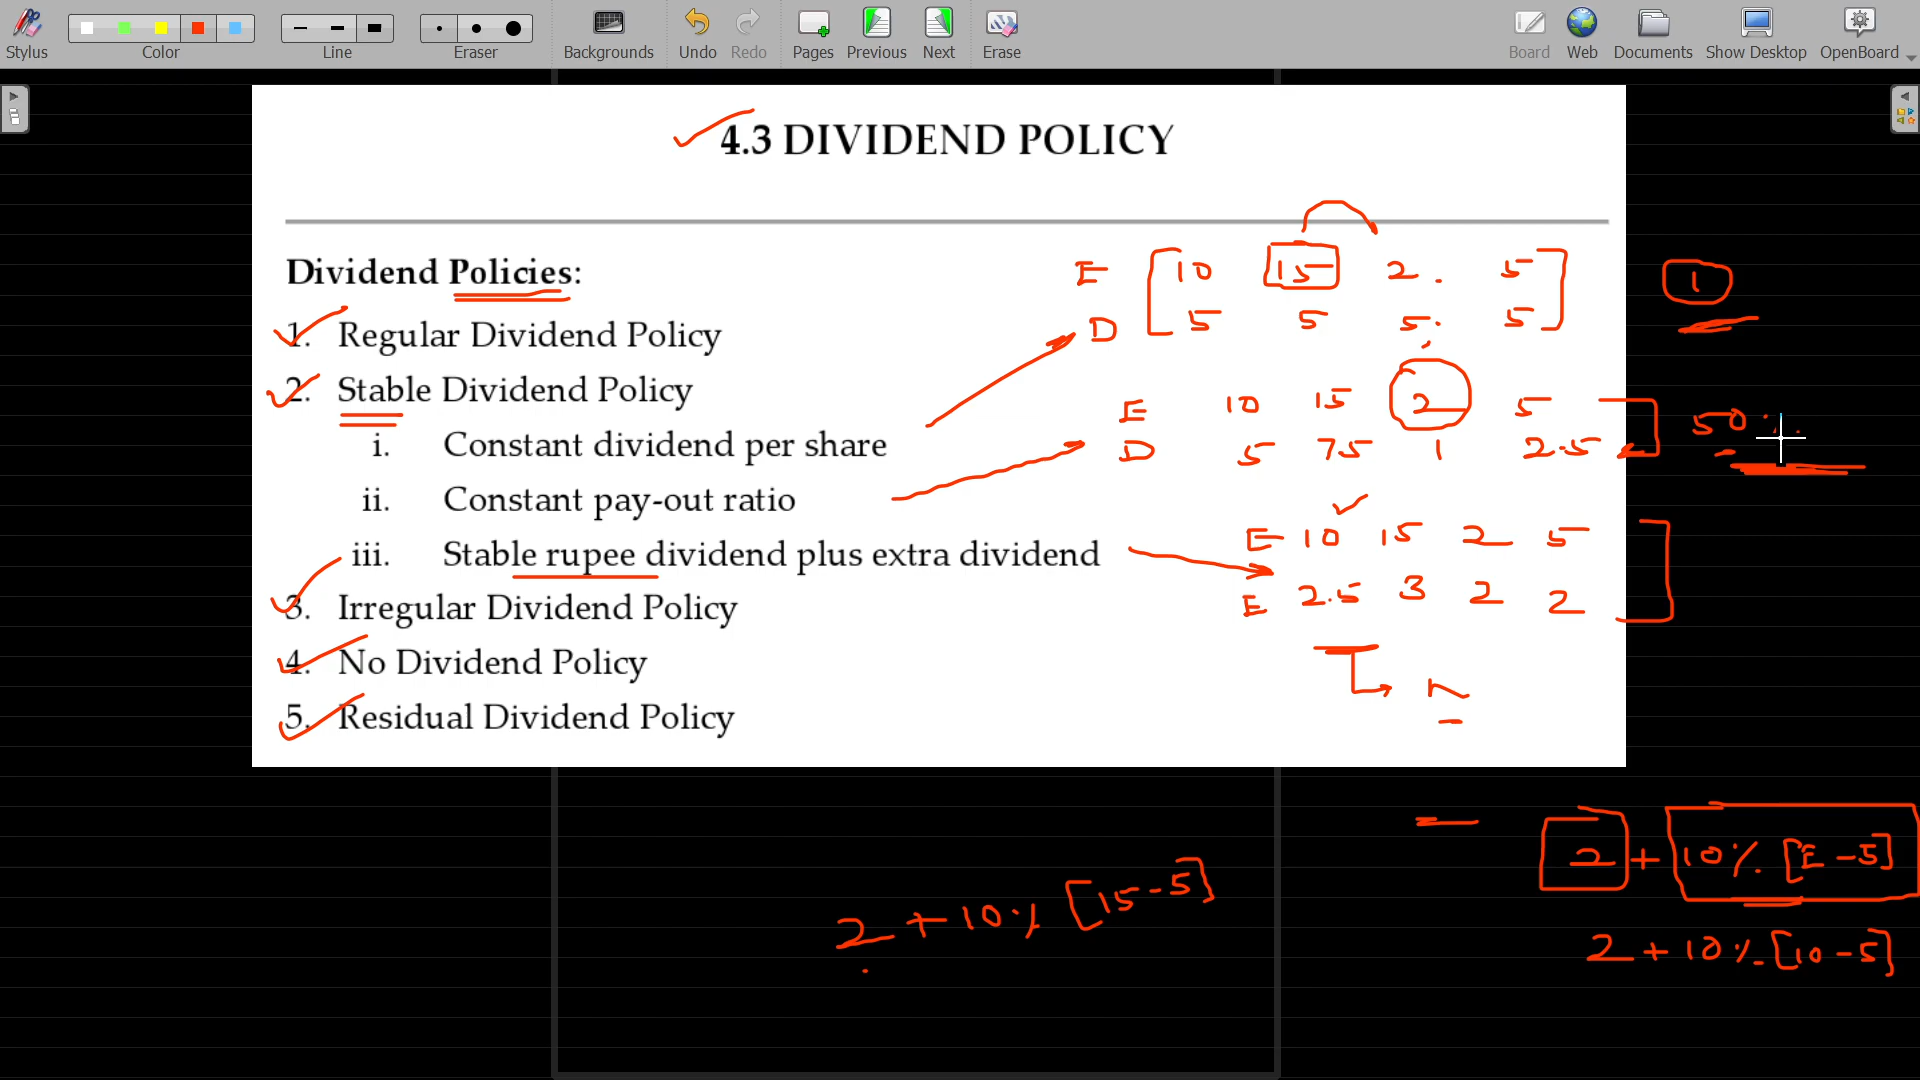 Stylus Color Line Eraser Backgrounds Undo Redo Pages Previous Next Erase Board Web Documents Show Desktop OpenBoard
4.3 DIVIDEND POLICY
Dividend Policies:
1. Regular Dividend Policy
2. Stable Dividend Policy
i. Constant dividend per share
ii. Constant pay-out ratio
iii. Stable rupee dividend plus extra dividend
3. Irregular Dividend Policy
4. No Dividend Policy
5. Residual Dividend Policy
E 10 15 2 5
D 5 5 5 5
1
E 10 15 2 5
D 5 7.5 1 2.5
50%
E 10 15 2 5
E 2.5 3 2 2
2 + 10% [E - 5]
2 + 10% [15 - 5]
2 + 10% [10 - 5]